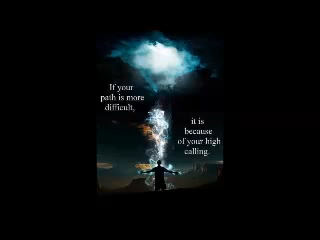 If your
path is more
difficult,
it is
because
of your high
calling.